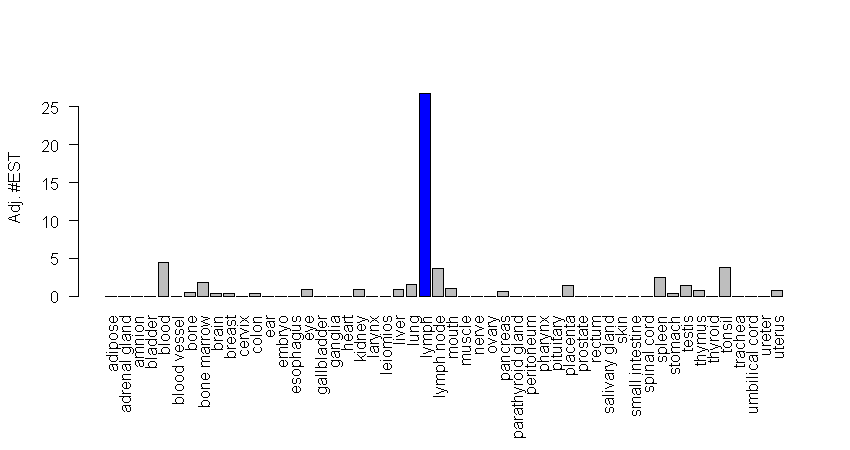 Adj. #EST
25
20
15
10
5
0
adipose
adrenal gland
amnion
bladder
blood
blood vessel
bone
bone marrow
brain
breast
cervix
colon
ear
embryo
esophagus
eye
gallbladder
ganglia
heart
kidney
larynx
leiomios
liver
lung
lymph
lymph node
mouth
muscle
nerve
ovary
pancreas
parathyroid gland
peritoneum
pharynx
pituitary
placenta
prostate
rectum
salivary gland
skin
small intestine
spinal cord
spleen
stomach
testis
thymus
thyroid
tonsil
trachea
umbilical cord
ureter
uterus